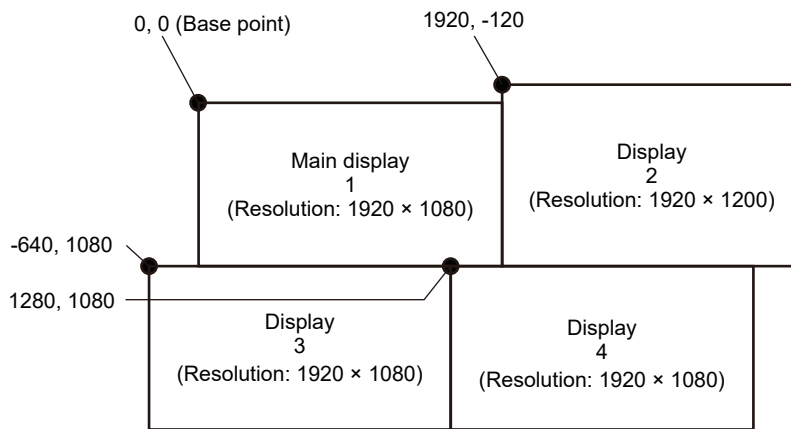 0, 0 (Base point)
1920, -120
Main display
1
(Resolution: 1920 × 1080)
Display
2
(Resolution: 1920 × 1200)
-640, 1080
1280, 1080
Display
3
(Resolution: 1920 × 1080)
Display
4
(Resolution: 1920 × 1080)